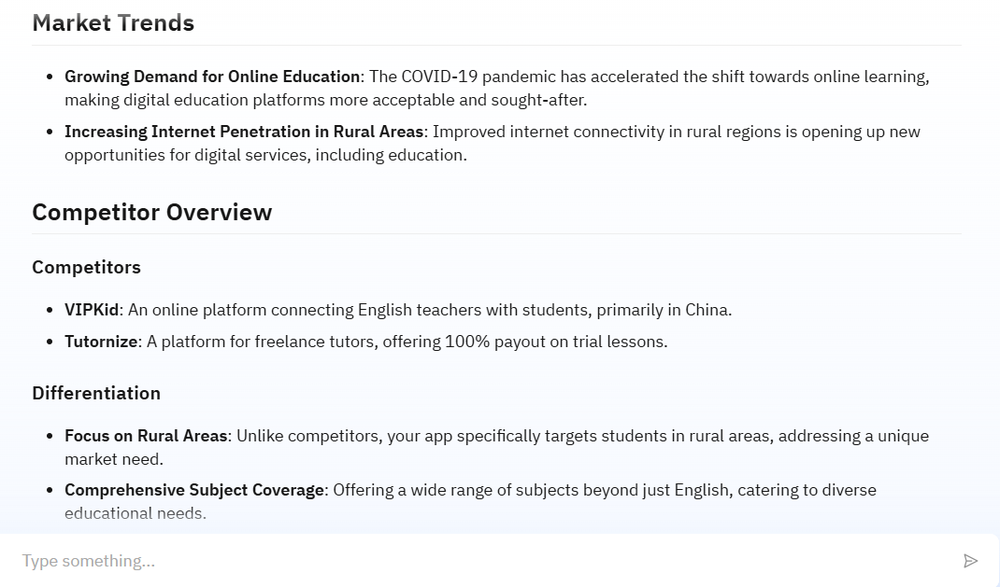 Market Trends
Growing Demand for Online Education: The COVID-19 pandemic has accelerated the shift towards online learning,
making digital education platforms more acceptable and sought-after.
Increasing Internet Penetration in Rural Areas: Improved internet connectivity in rural regions is opening up new
opportunities for digital services, including education.
Competitor Overview
Competitors
VIPKid: An online platform connecting English teachers with students, primarily in China.
Tutornize: A platform for freelance tutors, offering 100% payout on trial lessons.
Differentiation
Focus on Rural Areas: Unlike competitors, your app specifically targets students in rural areas, addressing a unique
market need.
Comprehensive Subject Coverage: Offering a wide range of subjects beyond just English, catering to diverse
educational needs.
Type something...